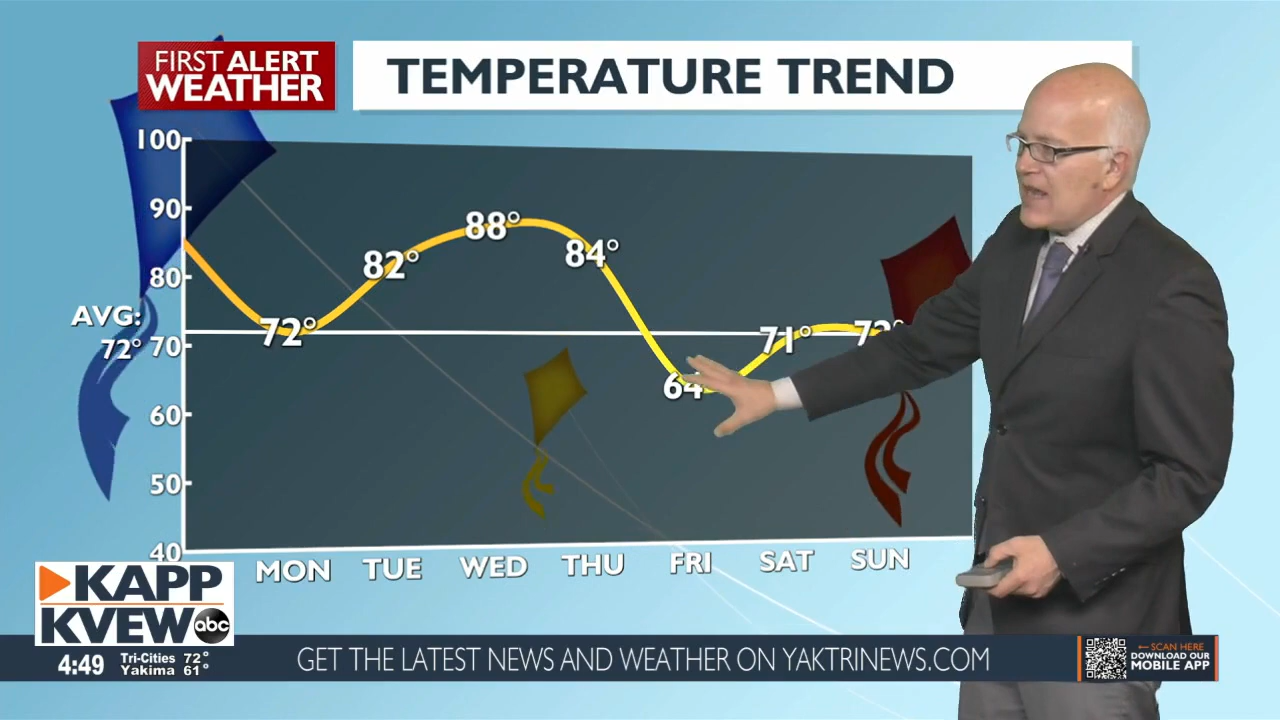 FIRST ALERT
WEATHER
TEMPERATURE TREND
100
90
80
AVG:
72°
70
60
50
40
72°
82°
88°
84°
64°
71°
72°
MON TUE WED THU FRI SAT SUN
KAPP
KVEW abc
4:49
Tri-Cities 72°
Yakima 61°
GET THE LATEST NEWS AND WEATHER ON YAKTRINEWS.COM
SCAN HERE
DOWNLOAD OUR
MOBILE APP